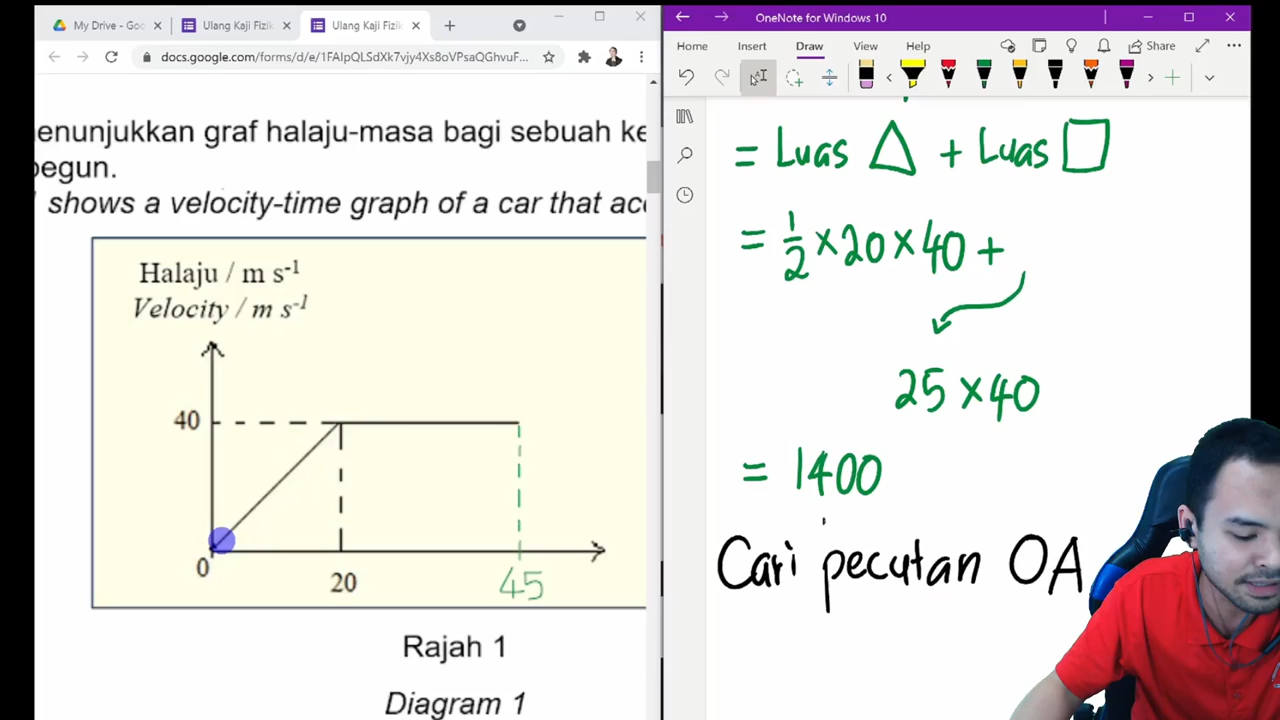 My Drive - Goo
Ulang Kaji Fizik
Ulang Kaji Fizik
docs.google.com/forms/d/e/1FAIpQLSdXk7vjy4Xs8oVPsaQGhvuF...
enunjukkan graf halaju-masa bagi sebuah ke
begun.
shows a velocity-time graph of a car that acc
Halaju / m s⁻¹
Velocity / m s⁻¹
40
0
20
45
Rajah 1
Diagram 1
OneNote for Windows 10
Home Insert Draw View Help Share
= Luas △ + Luas □
= 1/2 × 20 × 40 +
25 × 40
= 1400
Cari pecutan OA